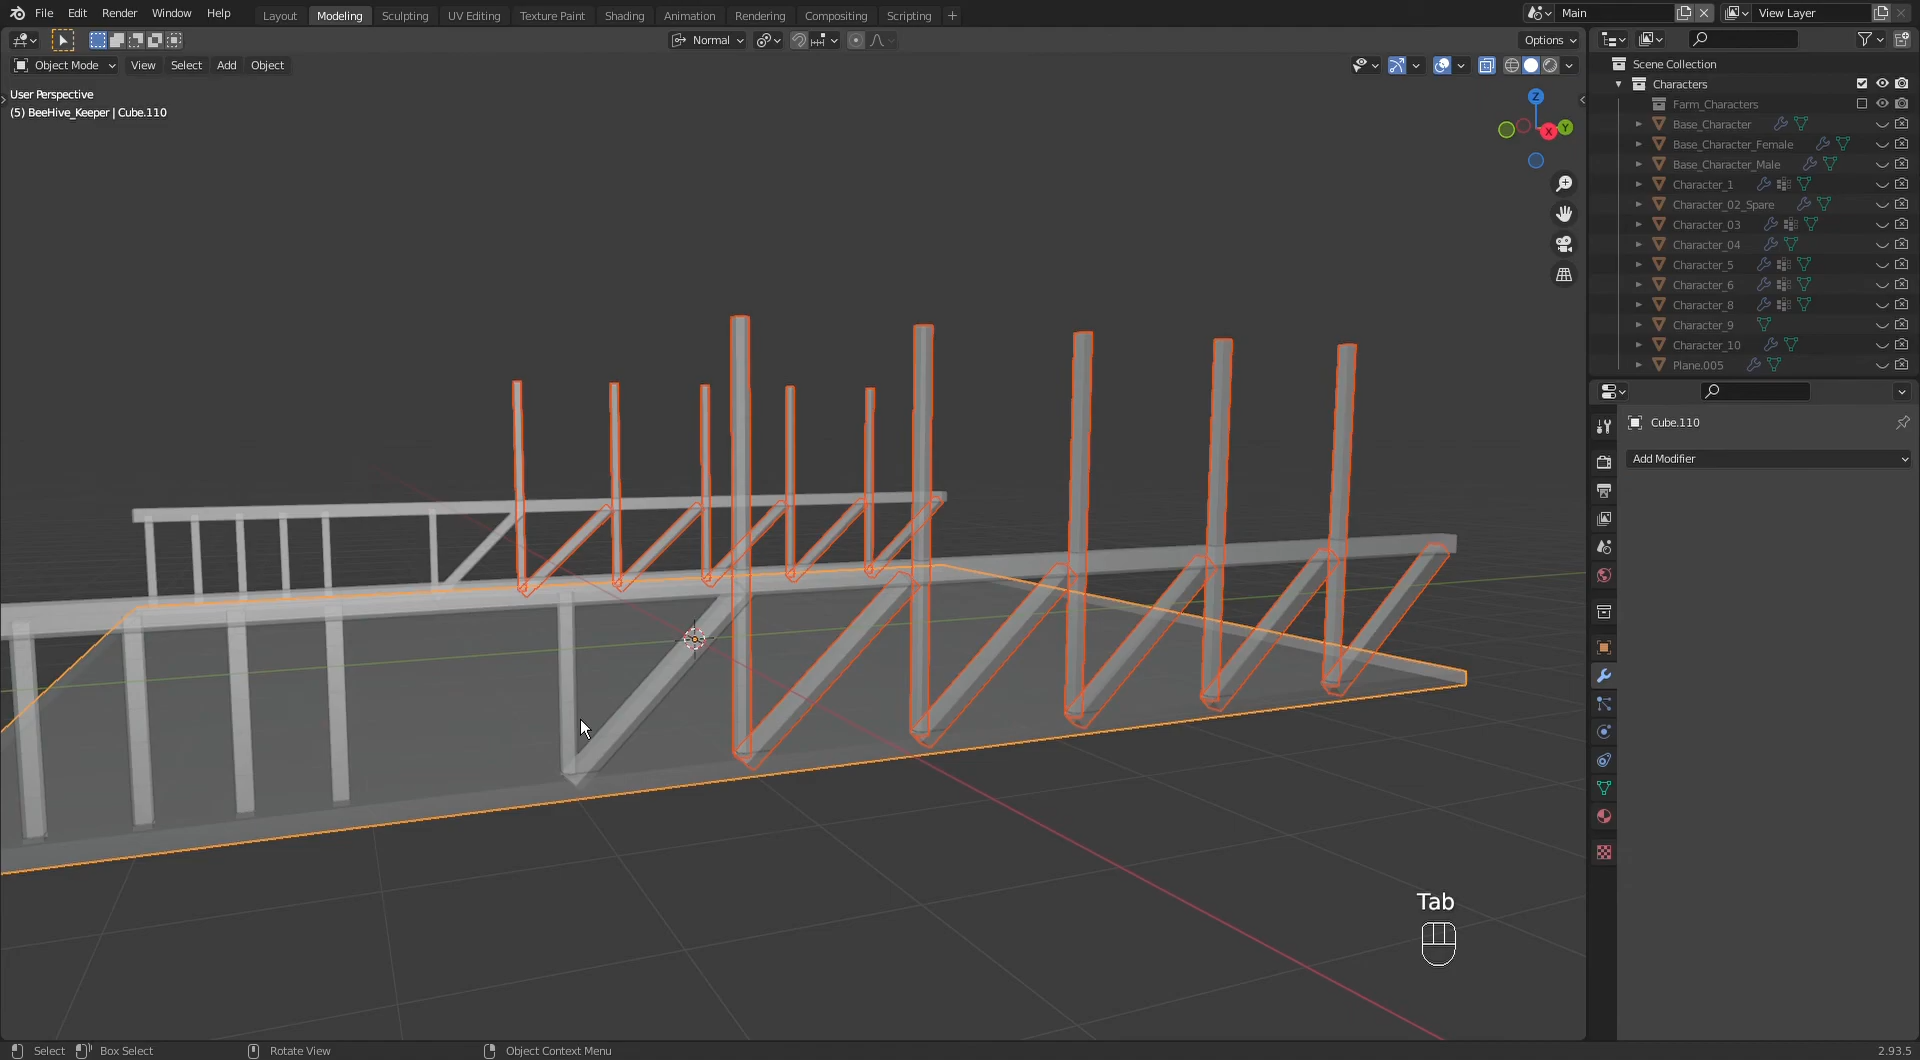 File Edit Render Window Help Layout Modeling Sculpting UV Editing Texture Paint Shading Animation Rendering Compositing Scripting + Main View Layer
Normal Options
Object Mode View Select Add Object
User Perspective
(5) BeeHive_Keeper | Cube.110
Z
X Y
Scene Collection
Characters
Farm_Characters
Base_Character
Base_Character_Female
Base_Character_Male
Character_1
Character_02_Spare
Character_03
Character_04
Character_5
Character_6
Character_8
Character_9
Character_10
Plane.005
Cube.110
Add Modifier
Tab
Select Box Select Rotate View Object Context Menu 2.93.5